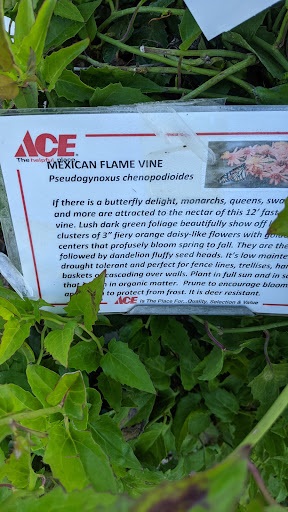 ACE
The helpful place.
MEXICAN FLAME VINE
Pseudogynoxus chenopodioides
If there is a butterfly delight, monarchs, queens,
and more are attracted to the nectar of this 12' fast
vine. Lush dark green foliage beautifully show off
clusters of 3" fiery orange daisy-like flowers with
centers that profusely bloom spring to fall. They are the
followed by dandelion fluffy seed heads. It's low
drought tolerant and perfect for fence lines, trellises,
baskets or cascading over walls. Plant in full sun and in
that is rich in organic matter. Prune to encourage bloom
to protect from frost. It is deer resistant.
ACE Is The Place For...Quality, Selection & Value